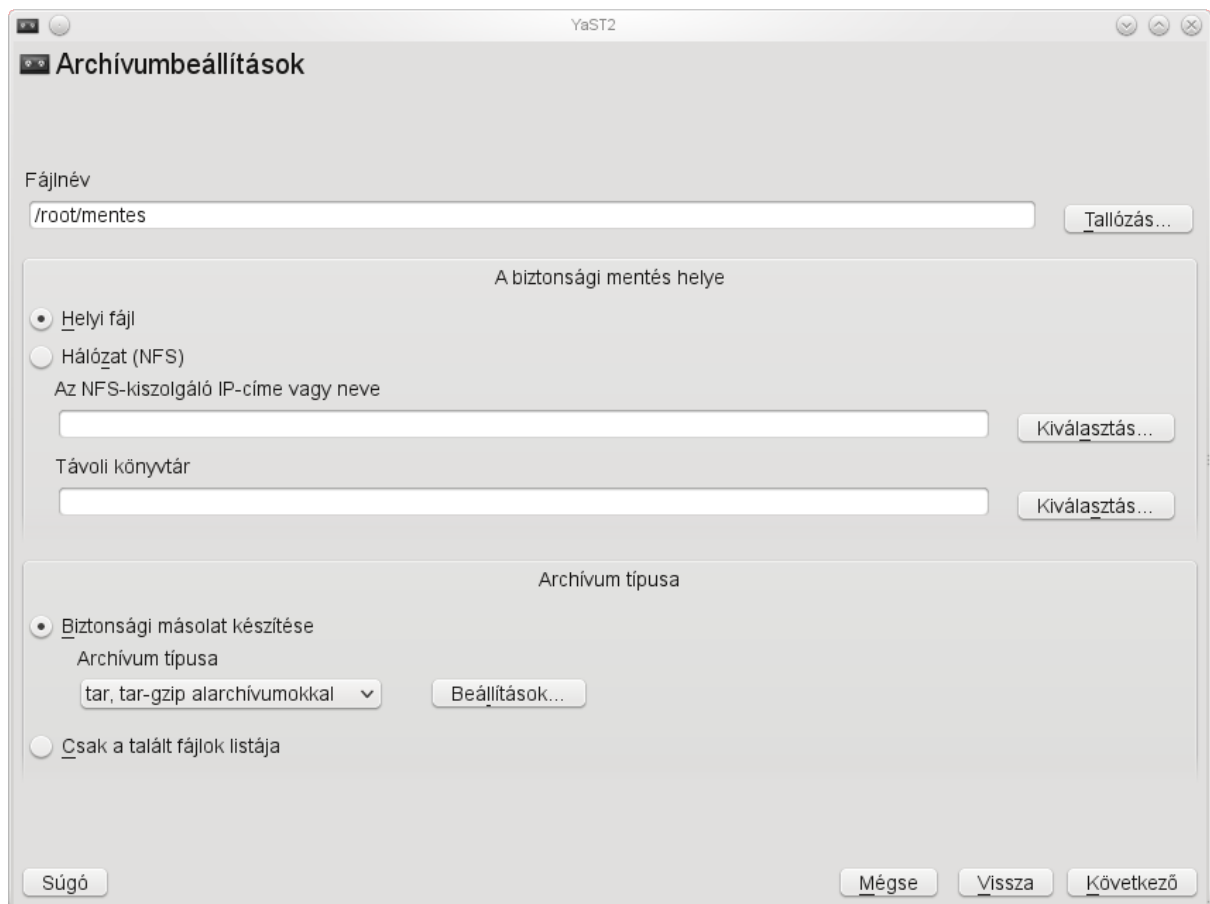 YaST2
Archívumbeállítások
Fájlnév
/root/mentes
Tallózás...
A biztonsági mentés helye
Helyi fájl
Hálózat (NFS)
Az NFS-kiszolgáló IP-címe vagy neve
Kiválasztás...
Távoli könyvtár
Kiválasztás...
Archívum típusa
Biztonsági másolat készítése
Archívum típusa
tar, tar-gzip alarchívumokkal
Beállítások...
Csak a talált fájlok listája
Súgó
Mégse
Vissza
Következő